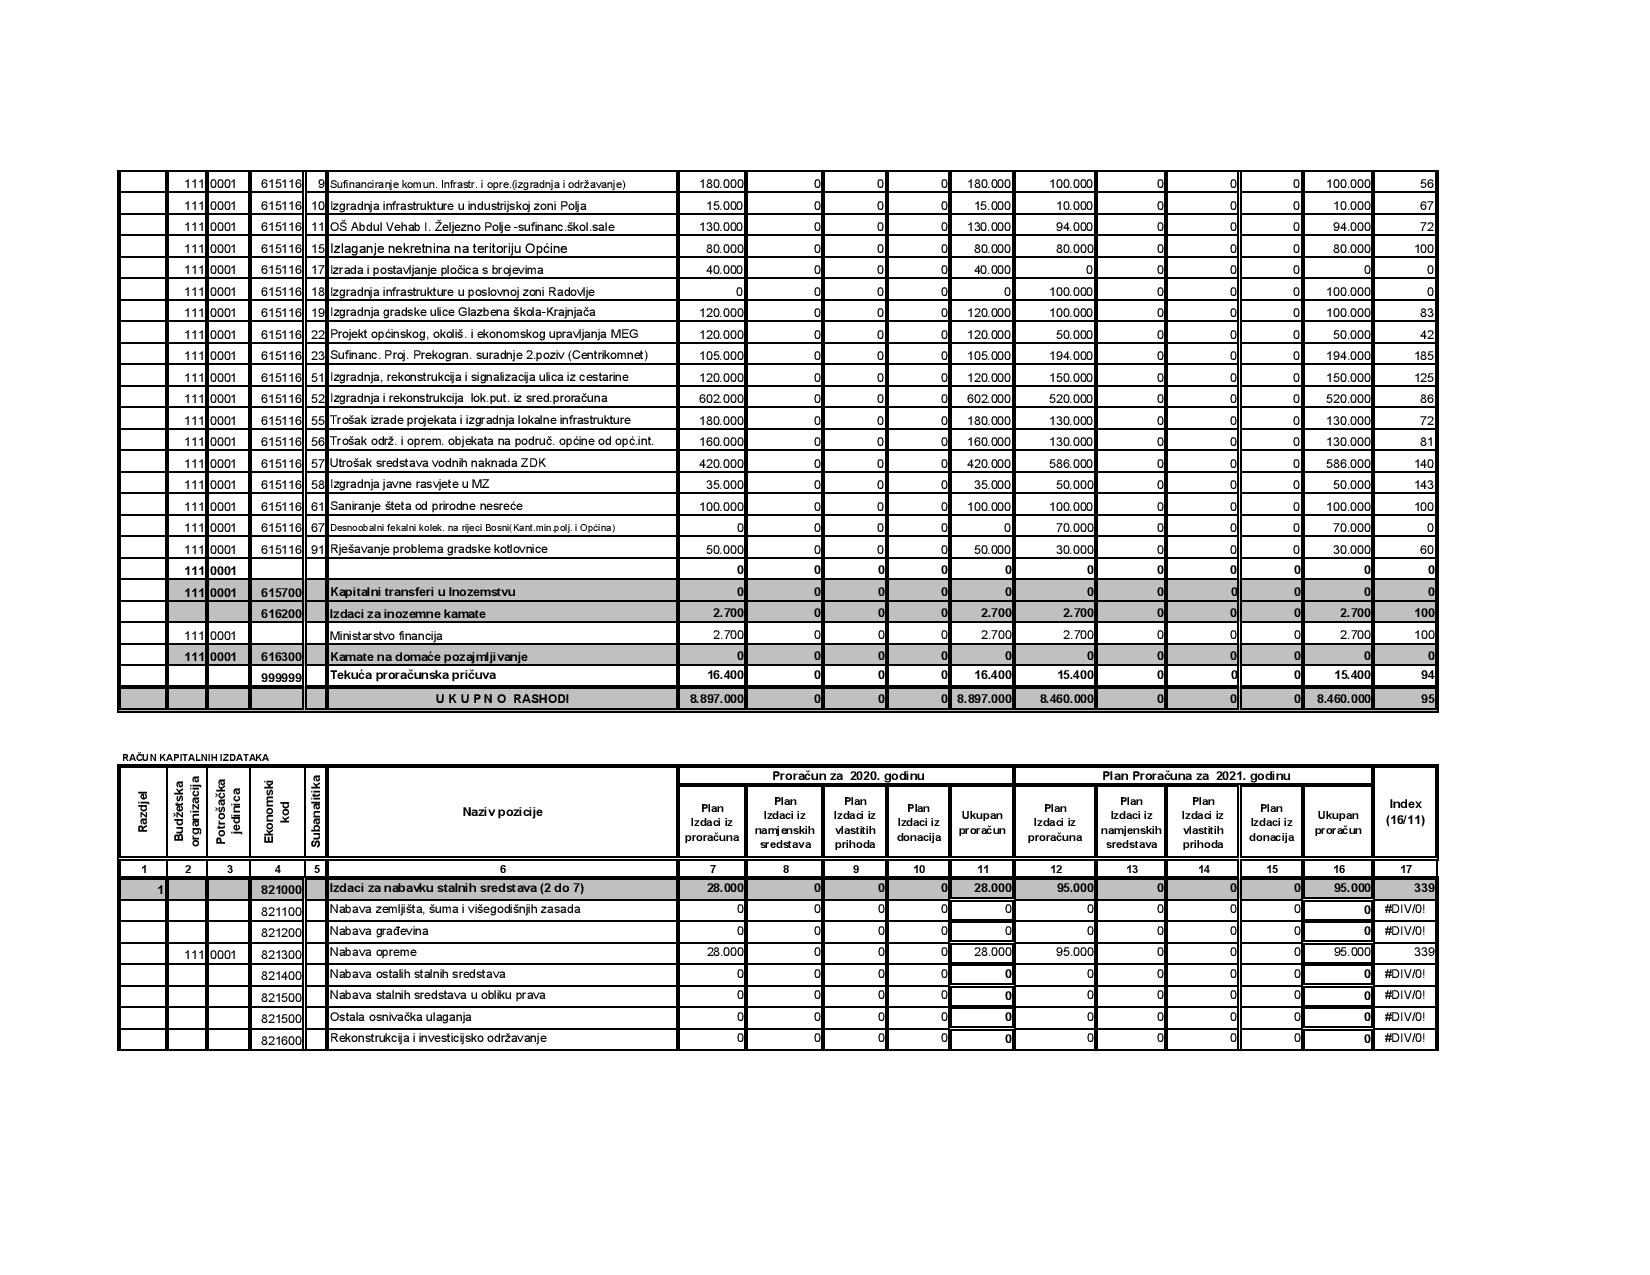 111 0001 615116 9 Sufinanciranje komun. Infrastr. i opre.(izgradnja i održavanje) 180.000 0 0 0 180.000 100.000 0 0 0 100.000 56
111 0001 615116 10 Izgradnja infrastrukture u industrijskoj zoni Polja 15.000 0 0 0 15.000 10.000 0 0 0 10.000 67
111 0001 615116 11 OŠ Abdul Vehab I. Željezno Polje -sufinanc.škol.sale 130.000 0 0 0 130.000 94.000 0 0 0 94.000 72
111 0001 615116 15 Izlaganje nekretnina na teritoriju Općine 80.000 0 0 0 80.000 80.000 0 0 0 80.000 100
111 0001 615116 17 Izrada i postavljanje pločica s brojevima 40.000 0 0 0 40.000 0 0 0 0 0 0
111 0001 615116 18 Izgradnja infrastrukture u poslovnoj zoni Radovlje 0 0 0 0 0 100.000 0 0 0 100.000 0
111 0001 615116 19 Izgradnja gradske ulice Glazbena škola-Krajnjača 120.000 0 0 0 120.000 100.000 0 0 0 100.000 83
111 0001 615116 22 Projekt općinskog, okoliš. i ekonomskog upravljanja MEG 120.000 0 0 0 120.000 50.000 0 0 0 50.000 42
111 0001 615116 23 Sufinanc. Proj. Prekogran. suradnje 2.poziv (Centrikomnet) 105.000 0 0 0 105.000 194.000 0 0 0 194.000 185
111 0001 615116 51 Izgradnja, rekonstrukcija i signalizacija ulica iz cestarine 120.000 0 0 0 120.000 150.000 0 0 0 150.000 125
111 0001 615116 52 Izgradnja i rekonstrukcija lok.put. iz sred.proračuna 602.000 0 0 0 602.000 520.000 0 0 0 520.000 86
111 0001 615116 55 Trošak izrade projekata i izgradnja lokalne infrastrukture 180.000 0 0 0 180.000 130.000 0 0 0 130.000 72
111 0001 615116 56 Trošak održ. i oprem. objekata na područ. općine od opć.int. 160.000 0 0 0 160.000 130.000 0 0 0 130.000 81
111 0001 615116 57 Utrošak sredstava vodnih naknada ZDK 420.000 0 0 0 420.000 586.000 0 0 0 586.000 140
111 0001 615116 58 Izgradnja javne rasvjete u MZ 35.000 0 0 0 35.000 50.000 0 0 0 50.000 143
111 0001 615116 61 Saniranje šteta od prirodne nesreće 100.000 0 0 0 100.000 100.000 0 0 0 100.000 100
111 0001 615116 67 Desnoobalni fekalni kolek. na rijeci Bosni(Kant.min.polj. i Općina) 0 0 0 0 0 70.000 0 0 0 70.000 0
111 0001 615116 91 Rješavanje problema gradske kotlovnice 50.000 0 0 0 50.000 30.000 0 0 0 30.000 60
111 0001 0 0 0 0 0 0 0 0 0 0 0
111 0001 615700 Kapitalni transferi u Inozemstvu 0 0 0 0 0 0 0 0 0 0 0
616200 Izdaci za inozemne kamate 2.700 0 0 0 2.700 2.700 0 0 0 2.700 100
111 0001 Ministarstvo financija 2.700 0 0 0 2.700 2.700 0 0 0 2.700 100
111 0001 616300 Kamate na domaće pozajmljivanje 0 0 0 0 0 0 0 0 0 0 0
999999 Tekuća proračunska pričuva 16.400 0 0 0 16.400 15.400 0 0 0 15.400 94
U K U P N O RASHODI 8.897.000 0 0 0 8.897.000 8.460.000 0 0 0 8.460.000 95
RAČUN KAPITALNIH IZDATAKA
Razdjel
Budžetska organizacija
Potrošačka jedinica
Ekonomski kod
Subanalitika
Naziv pozicije
Proračun za 2020. godinu
Plan Proračuna za 2021. godinu
Index (16/11)
Plan Izdaci iz proračuna
Plan Izdaci iz namjenskih sredstava
Plan Izdaci iz vlastitih prihoda
Plan Izdaci iz donacija
Ukupan proračun
Plan Izdaci iz proračuna
Plan Izdaci iz namjenskih sredstava
Plan Izdaci iz vlastitih prihoda
Plan Izdaci iz donacija
Ukupan proračun
1 2 3 4 5 6 7 8 9 10 11 12 13 14 15 16 17
1 821000 Izdaci za nabavku stalnih sredstava (2 do 7) 28.000 0 0 0 28.000 95.000 0 0 0 95.000 339
821100 Nabava zemljišta, šuma i višegodišnjih zasada 0 0 0 0 0 0 0 0 0 0 #DIV/0!
821200 Nabava građevina 0 0 0 0 0 0 0 0 0 0 #DIV/0!
111 0001 821300 Nabava opreme 28.000 0 0 0 28.000 95.000 0 0 0 95.000 339
821400 Nabava ostalih stalnih sredstava 0 0 0 0 0 0 0 0 0 0 #DIV/0!
821500 Nabava stalnih sredstava u obliku prava 0 0 0 0 0 0 0 0 0 0 #DIV/0!
821500 Ostala osnivačka ulaganja 0 0 0 0 0 0 0 0 0 0 #DIV/0!
821600 Rekonstrukcija i investicijsko održavanje 0 0 0 0 0 0 0 0 0 0 #DIV/0!